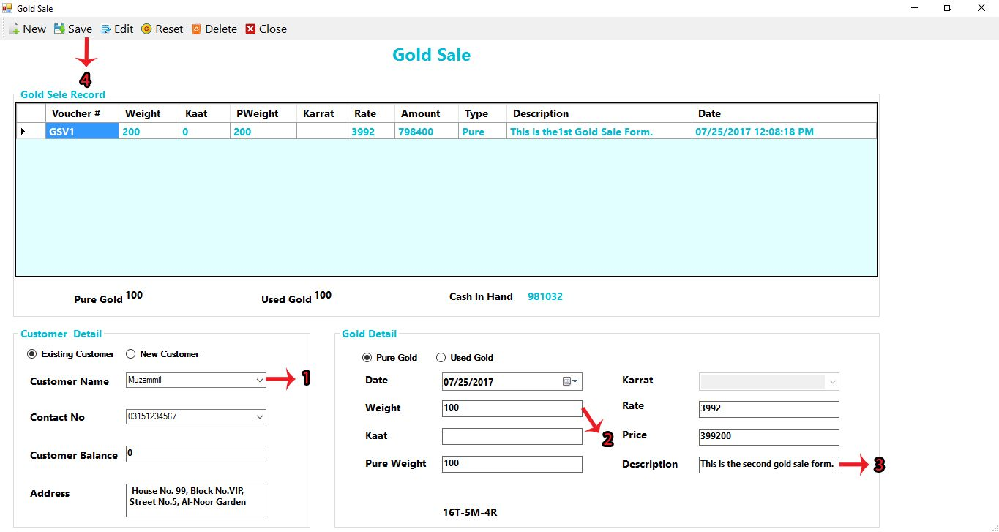 Gold Sale
New Save Edit Reset Delete Close
Gold Sale
4
Gold Sele Record
Voucher # Weight Kaat PWeight Karrat Rate Amount Type Description Date
GSV1 200 0 200 3992 798400 Pure This is the1st Gold Sale Form. 07/25/2017 12:08:18 PM
Pure Gold 100 Used Gold 100 Cash In Hand 981032
Customer Detail
Existing Customer New Customer
Customer Name Muzammil 1
Contact No 03151234567
Customer Balance 0
Address House No. 99, Block No.VIP,
Street No.5, Al-Noor Garden
Gold Detail
Pure Gold Used Gold
Date 07/25/2017 Karrat
Weight 100 Rate 3992
2
Kaat Price 399200
Pure Weight 100 Description This is the second gold sale form. 3
16T-5M-4R